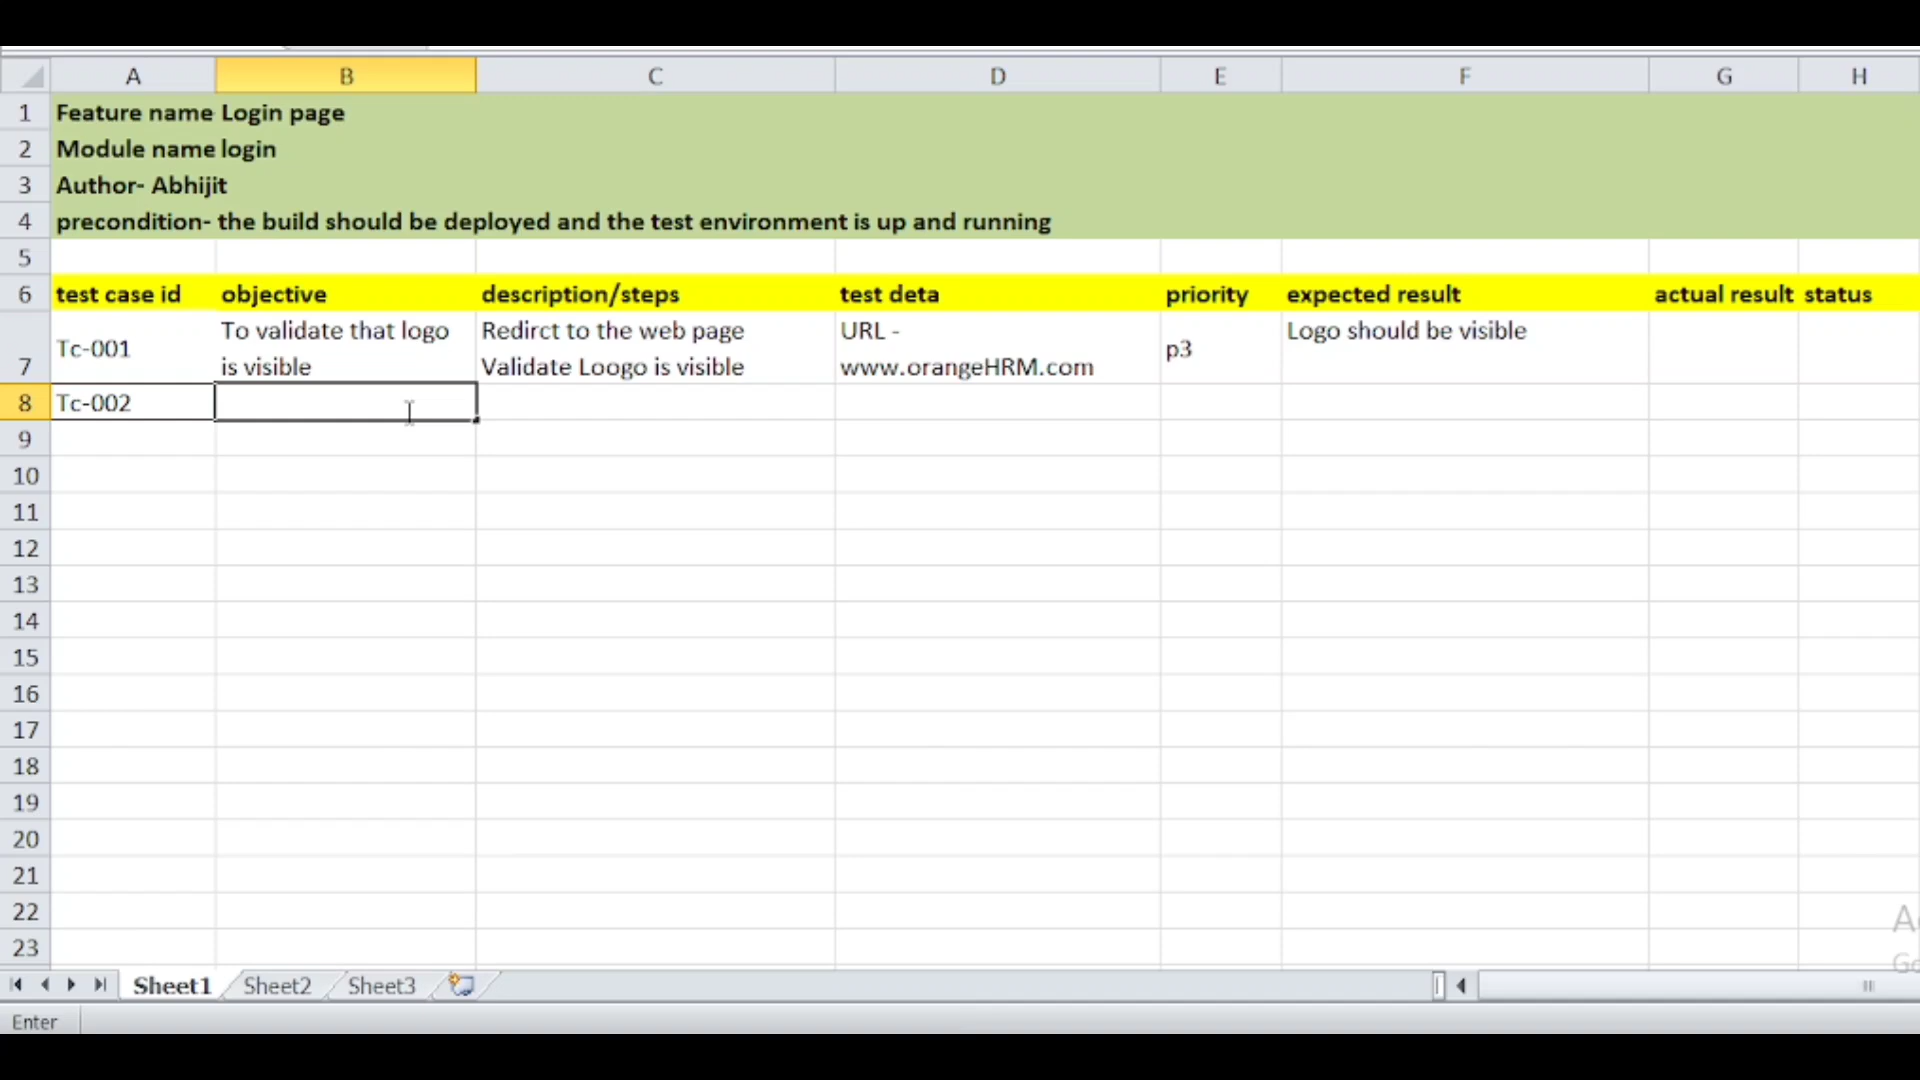 A B C D E F G H
1 Feature name Login page
2 Module name login
3 Author- Abhijit
4 precondition- the build should be deployed and the test environment is up and running
5
6 test case id objective description/steps test deta priority expected result actual result status
To validate that logo Redirct to the web page URL - Logo should be visible
Tc-001 p3
7 is visible Validate Loogo is visible www.orangeHRM.com
8 Tc-002
9
10
11
12
13
14
15
16
17
18
19
20
21
22
23
Sheet1 Sheet2 Sheet3
Enter